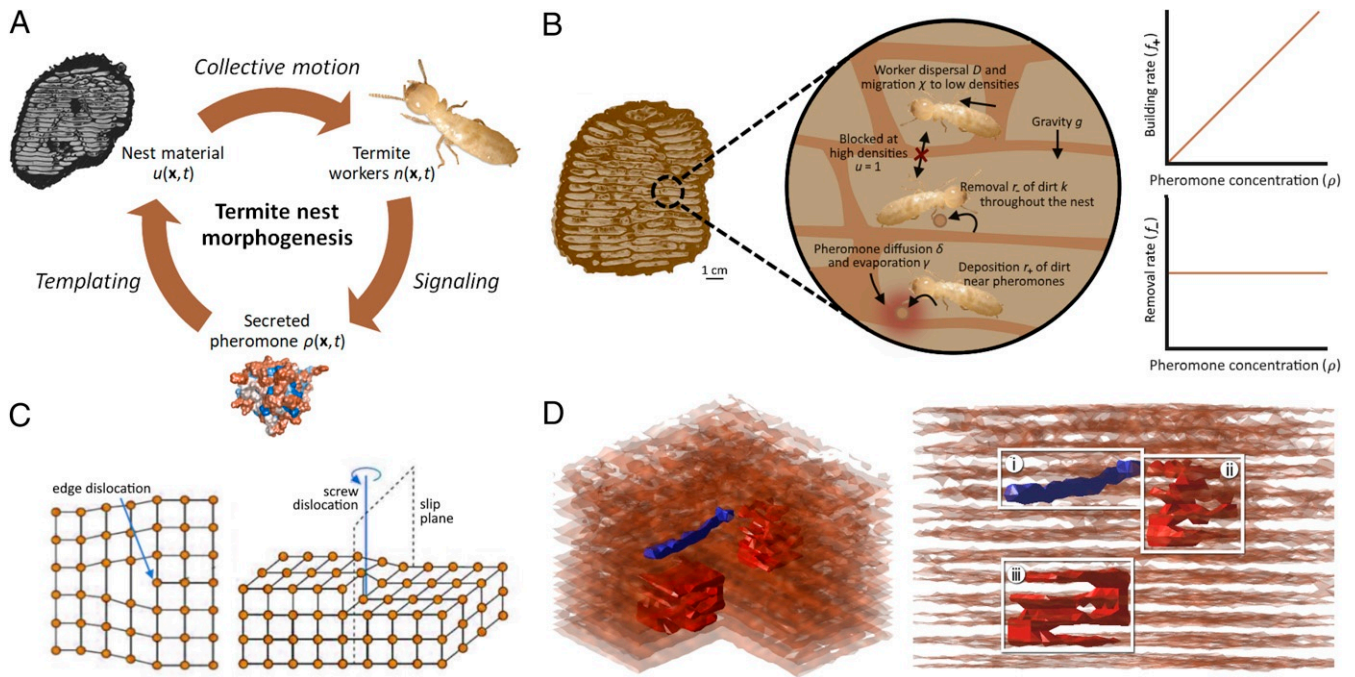 A
Collective motion
Nest material
u(x, t)
Termite
workers n(x, t)
Termite nest
morphogenesis
Templating
Signaling
Secreted
pheromone ρ(x, t)
B
1 cm
Worker dispersal D and
migration χ to low densities
Blocked at
high densities
u = 1
Gravity g
Removal r₋ of dirt k
throughout the nest
Pheromone diffusion δ
and evaporation γ
Deposition r₊ of dirt
near pheromones
Building rate (f₊)
Pheromone concentration (ρ)
Removal rate (f₋)
Pheromone concentration (ρ)
C
edge dislocation
screw
dislocation
slip
plane
D
i
ii
iii